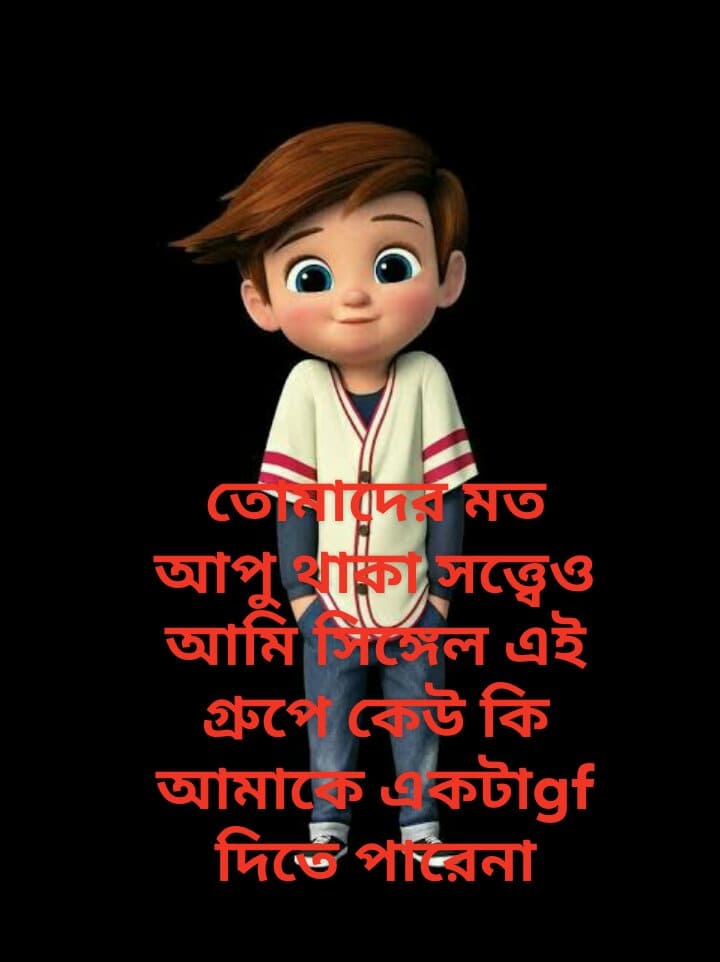 তোমাদের মত
আপু থাকা সত্ত্বেও
আমি সিঙ্গেল এই
গ্রুপে কেউ কি
আমাকে একটাgf
দিতে পারেনা